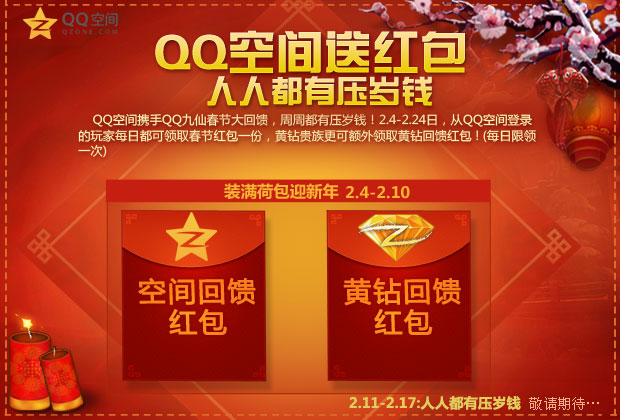 QQ空间
QZONE.COM
QQ空间送红包
人人都有压岁钱
QQ空间携手QQ九仙春节大回馈，周周都有压岁钱！2.4-2.24日，从QQ空间登录
的玩家每日都可领取春节红包一份，黄钻贵族更可额外领取黄钻回馈红包！(每日限领
一次)
装满荷包迎新年 2.4-2.10
空间回馈
红包
黄钻回馈
红包
2.11-2.17:人人都有压岁钱 敬请期待…